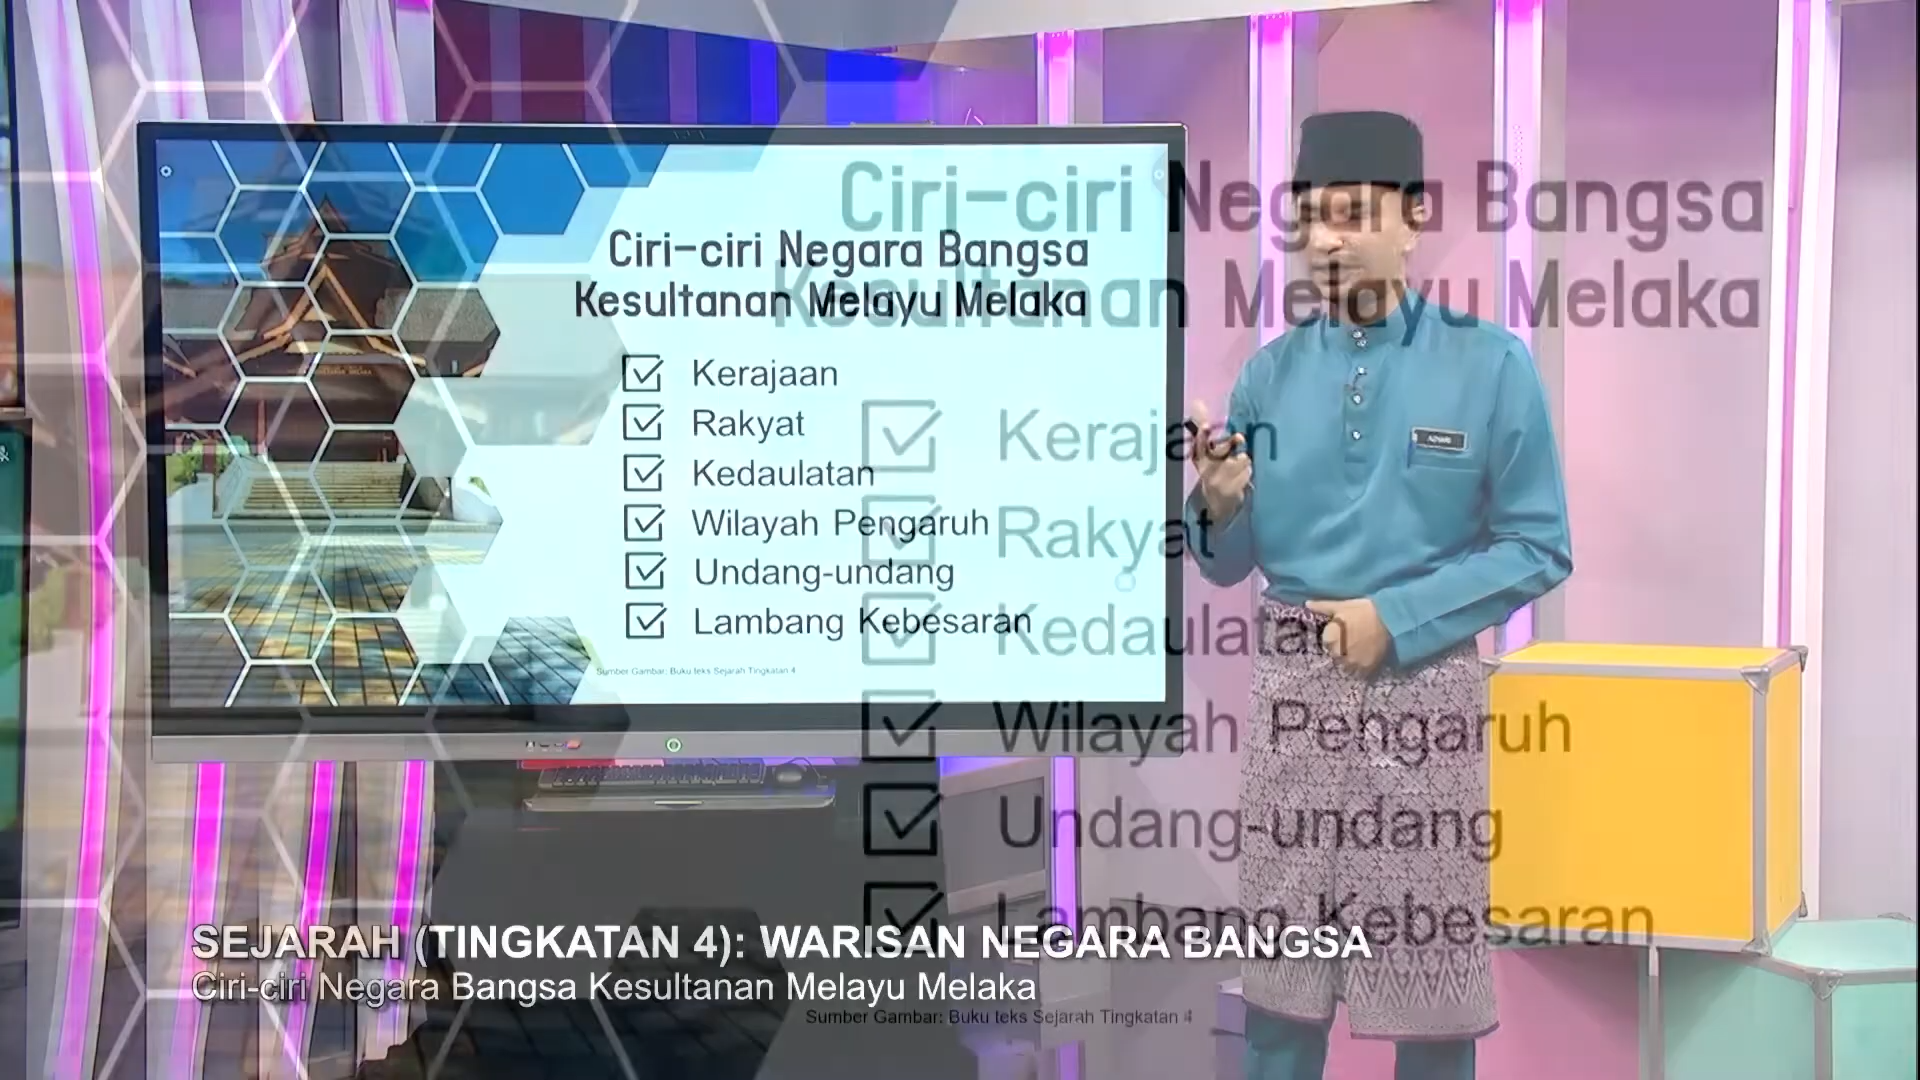 Ciri-ciri Negara Bangsa
Kesultanan Melayu Melaka
Kerajaan
Rakyat
Kedaulatan
Wilayah Pengaruh
Undang-undang
Lambang Kebesaran
Sumber Gambar: Buku teks Sejarah Tingkatan 4
Ciri-ciri Negara Bangsa
Kesultanan Melayu Melaka
Kerajaan
Rakyat
Kedaulatan
Wilayah Pengaruh
Undang-undang
Lambang Kebesaran
SEJARAH (TINGKATAN 4): WARISAN NEGARA BANGSA
Ciri-ciri Negara Bangsa Kesultanan Melayu Melaka
Sumber Gambar: Buku teks Sejarah Tingkatan 4